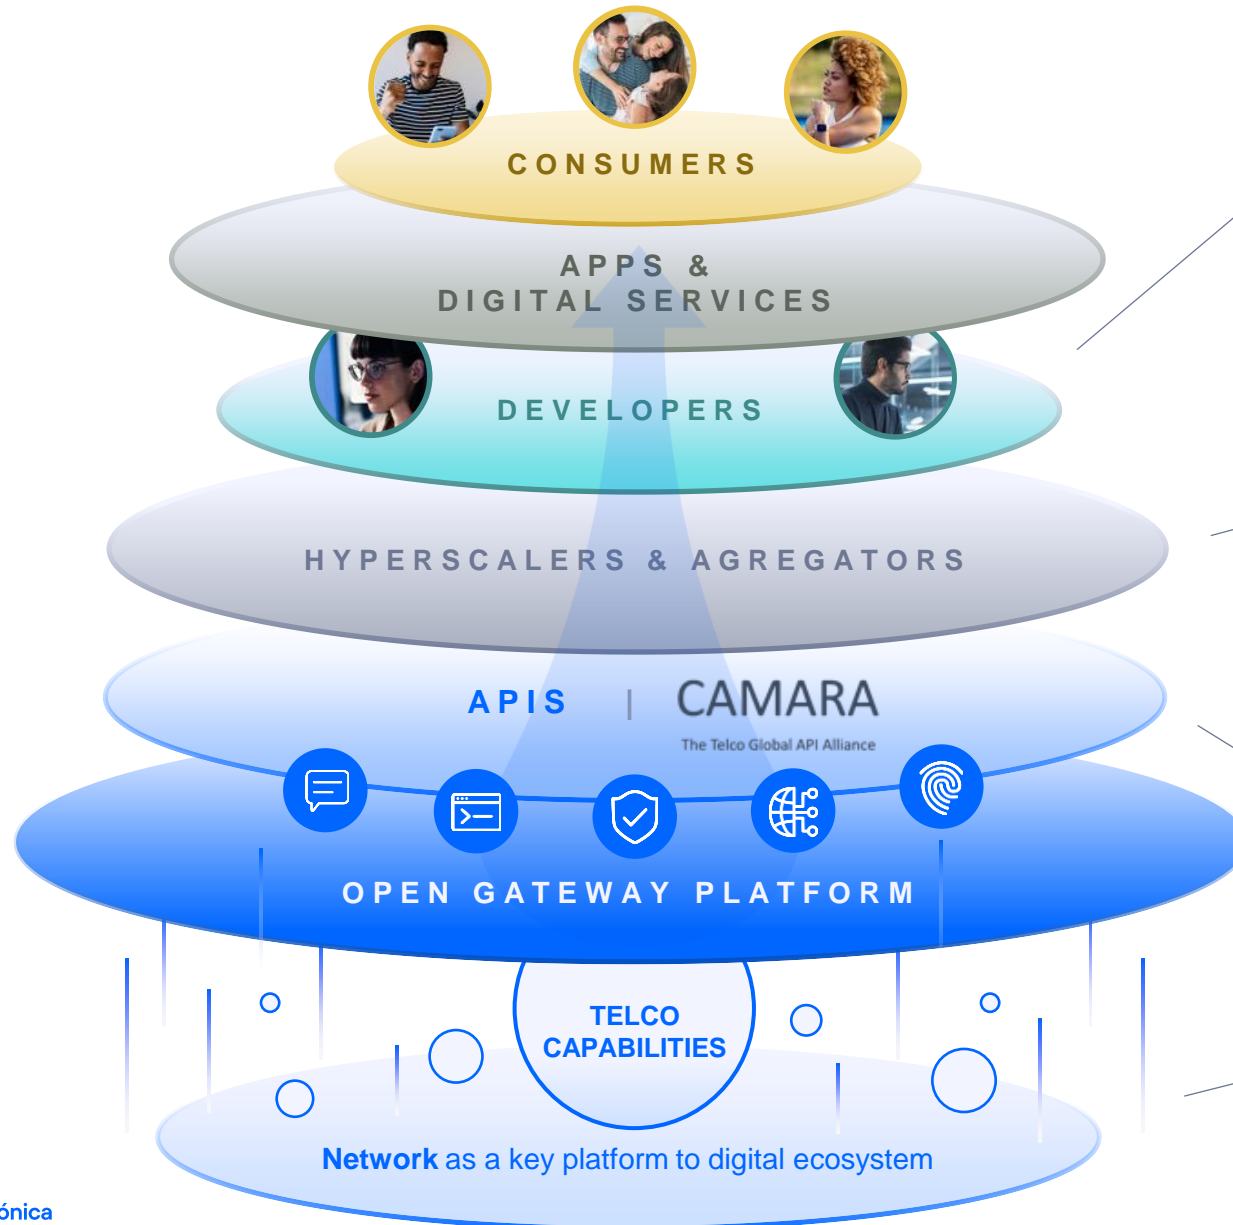 CONSUMERS
APPS &
DIGITAL SERVICES
DEVELOPERS
HYPERSCALERS & AGREGATORS
APIS | CAMARA
The Telco Global API Alliance
OPEN GATEWAY PLATFORM
TELCO
CAPABILITIES
Network as a key platform to digital ecosystem
ónica